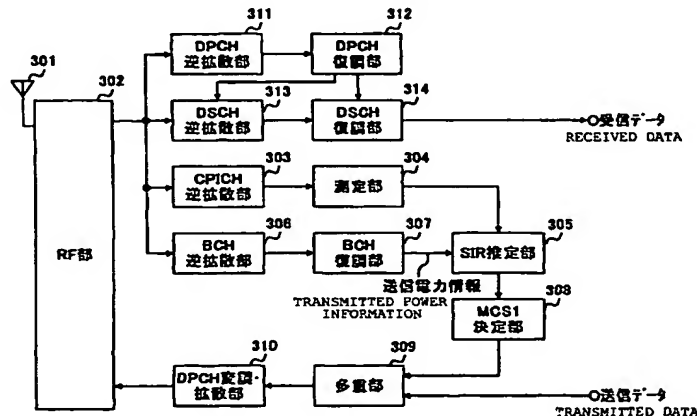 311
312
DPCH
逆拡散部
DPCH
復調部
301
302
313
314
DSCH
逆拡散部
DSCH
復調部
受信データ
RECEIVED DATA
303
304
CPICH
逆拡散部
測定部
RF部
306
307
305
BCH
逆拡散部
BCH
復調部
SIR推定部
送信電力情報
TRANSMITTED POWER
INFORMATION
308
MCS1
決定部
310
309
DPCH変調・
拡散部
多重部
送信データ
TRANSMITTED DATA